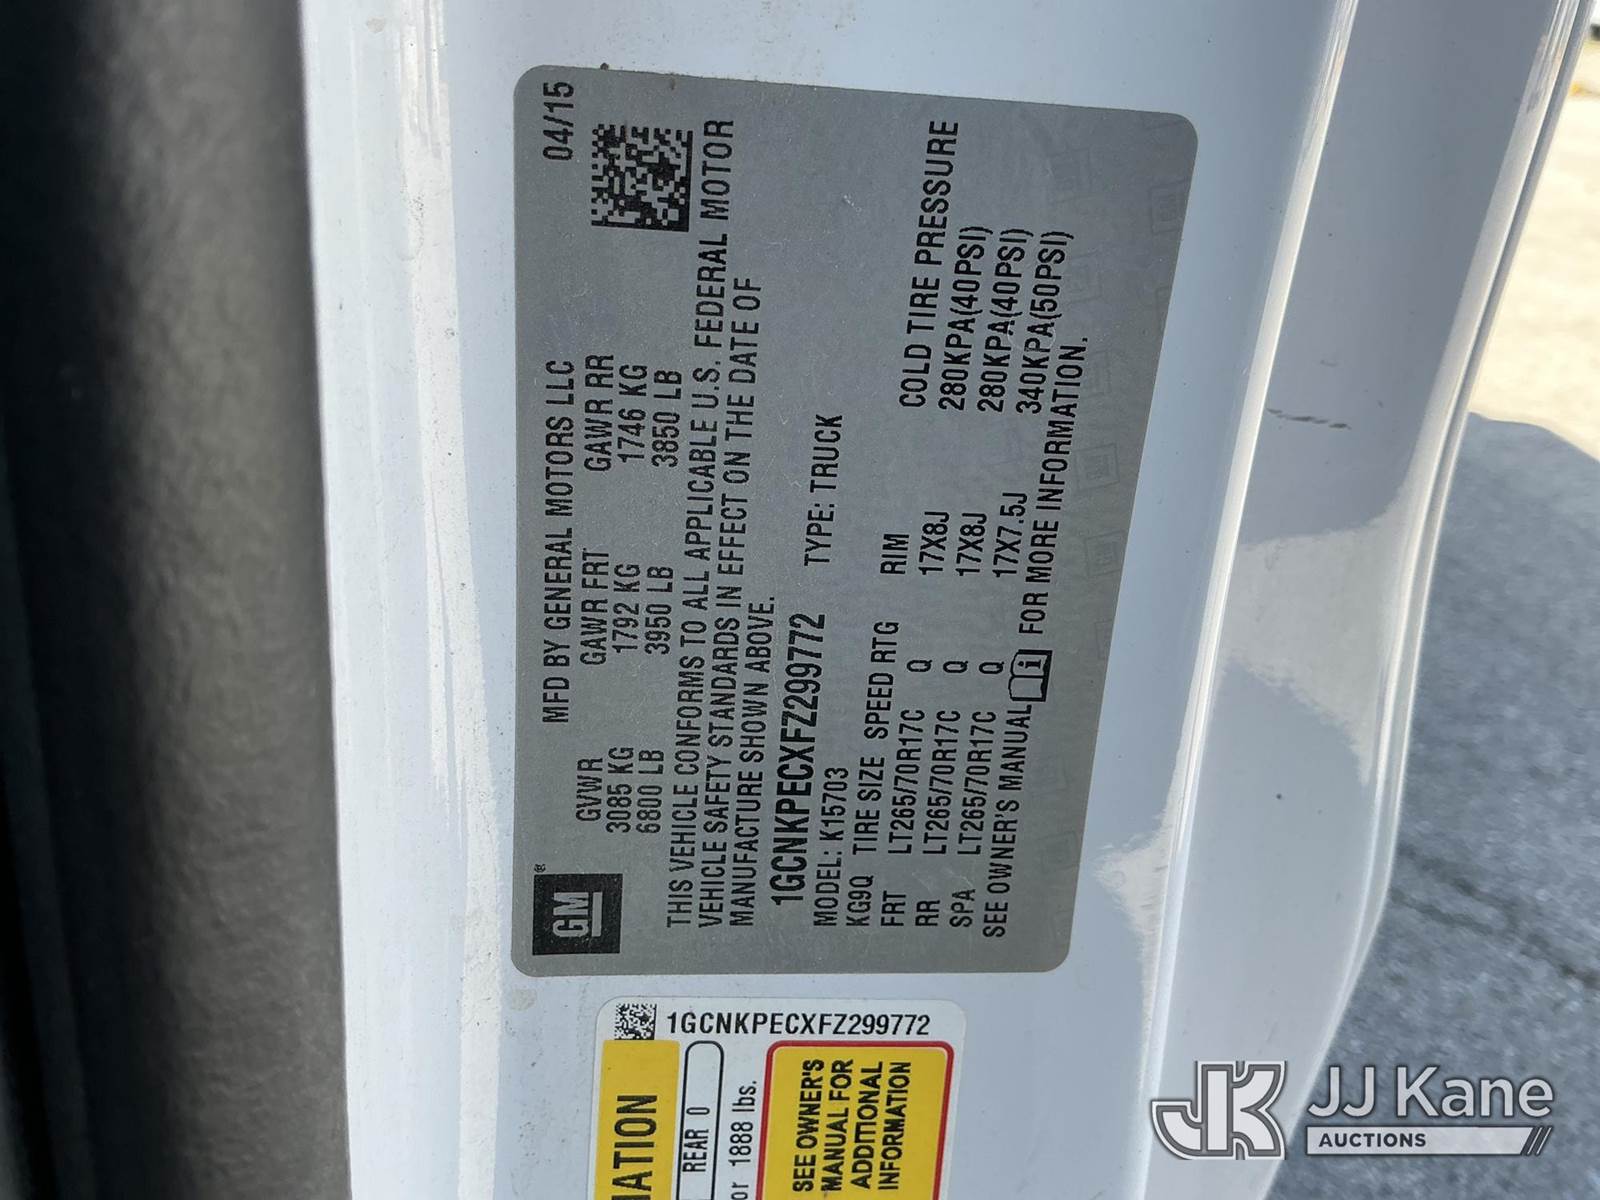 MFD BY GENERAL MOTORS LLC 04/15
GM®
GVWR GAWR FRT GAWR RR
3085 KG 1792 KG 1746 KG
6800 LB 3950 LB 3850 LB
THIS VEHICLE CONFORMS TO ALL APPLICABLE U.S. FEDERAL MOTOR
VEHICLE SAFETY STANDARDS IN EFFECT ON THE DATE OF
MANUFACTURE SHOWN ABOVE.
1GCNKPECXFZ299772 TYPE: TRUCK
MODEL: K15703
KG9Q TIRE SIZE SPEED RTG RIM COLD TIRE PRESSURE
FRT LT265/70R17C Q 17X8J 280KPA(40PSI)
RR LT265/70R17C Q 17X8J 280KPA(40PSI)
SPA LT265/70R17C Q 17X7.5J 340KPA(50PSI)
SEE OWNER'S MANUAL i FOR MORE INFORMATION.
1GCNKPECXFZ299772
REAR 0
or 1888 lbs.
SEE OWNER'S
MANUAL FOR
ADDITIONAL
INFORMATION
JK JJ Kane
AUCTIONS